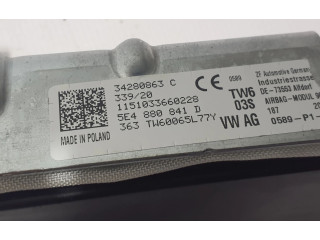 34280863 C
339/20
1151033660228
5E4 880 841 D
363 TW60065L77Y
MADE IN POLAND
CE 0589
TW6
03S
VW AG
ZF Automotive German
Industriestrasse
DE-73553 Alfdorf
AIRBAG-MODUL
187
0589-P1-